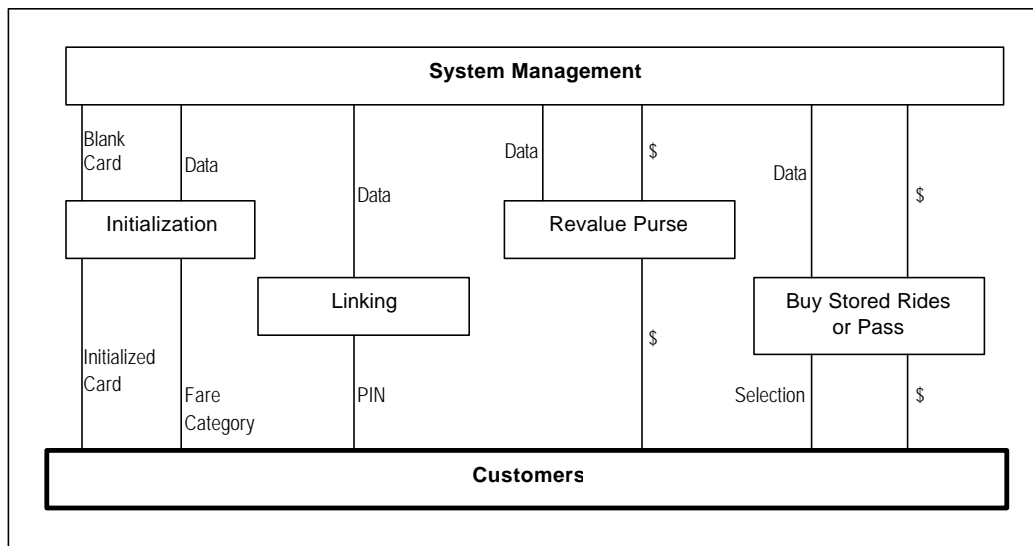 System Management
Blank
Card
Data
Data
Data
$
Data
$
Initialization
Revalue Purse
Linking
Buy Stored Rides
or Pass
Initialized
Card
Fare
Category
PIN
$
Selection
$
Customers